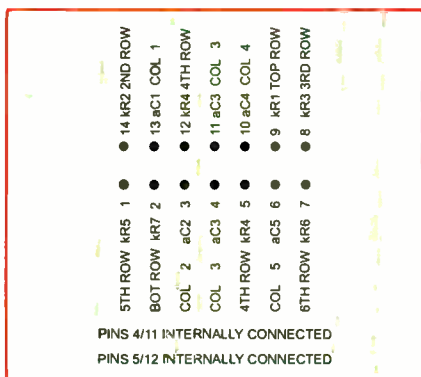 14 kR2 2ND ROW
13 aC1 COL 1
12 kR4 4TH ROW
11 aC3 COL 3
10 aC4 COL 4
9 kR1 TOP ROW
8 kR3 3RD ROW
5TH ROW kR5 1
BOT ROW kR7 2
COL 2 aC2 3
COL 3 aC3 4
4TH ROW kR4 5
COL 5 aC5 6
6TH ROW kR6 7
PINS 4/11 INTERNALLY CONNECTED
PINS 5/12 INTERNALLY CONNECTED